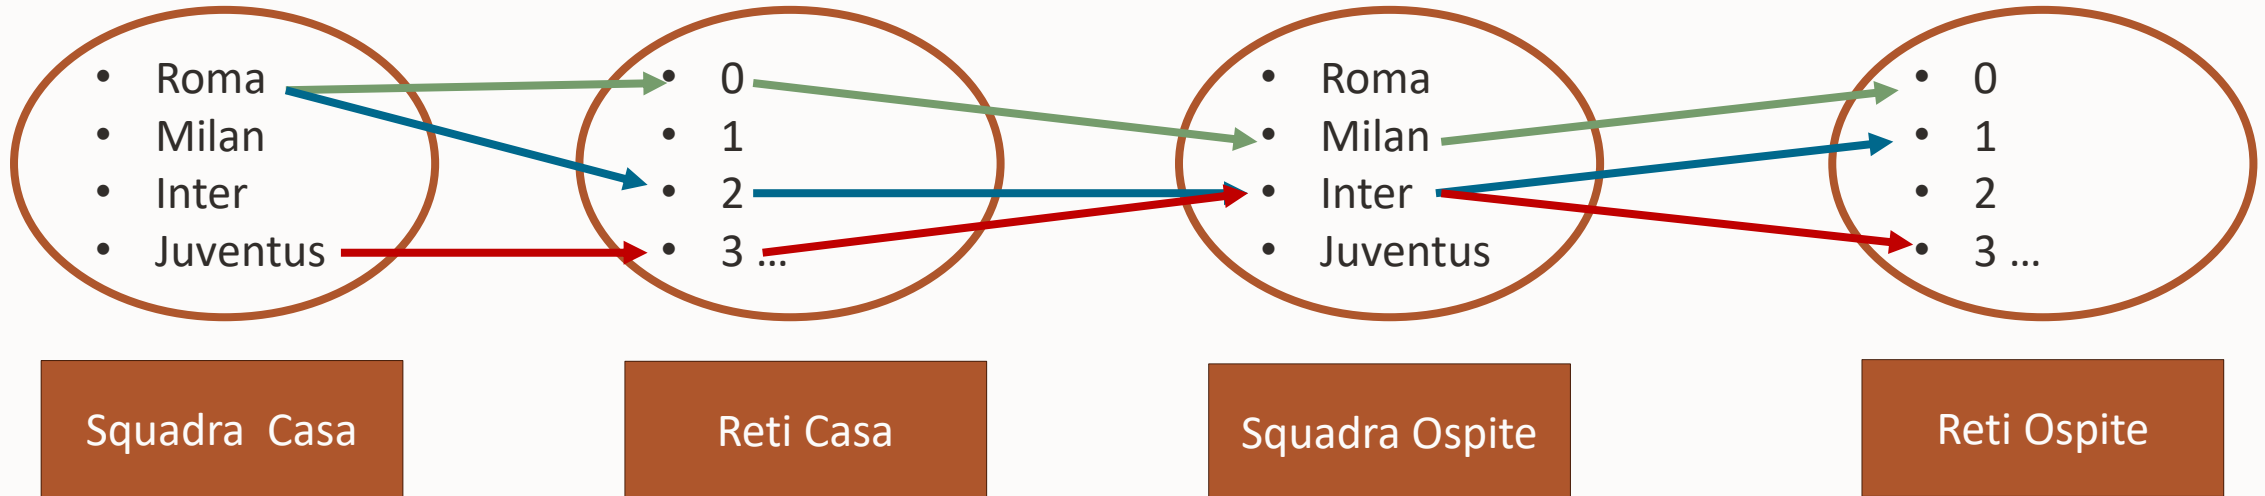 • Roma
• Milan
• Inter
• Juventus
• 0
• 1
• 2
• 3 ...
• Roma
• Milan
• Inter
• Juventus
• 0
• 1
• 2
• 3 ...
Squadra Casa
Reti Casa
Squadra Ospite
Reti Ospite